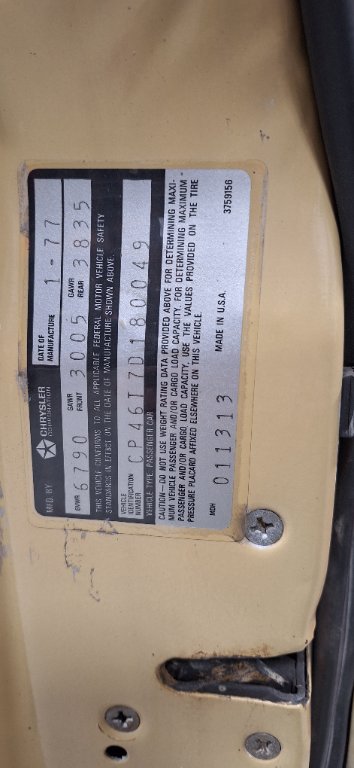 MFD. BY
CHRYSLER
CORPORATION
DATE OF
MANUFACTURE
1-77
GVWR
6790
GAWR
FRONT
3005
GAWR
REAR
3835
THIS VEHICLE CONFORMS TO ALL APPLICABLE FEDERAL MOTOR VEHICLE SAFETY
STANDARDS IN EFFECT ON THE DATE OF MANUFACTURE SHOWN ABOVE.
VEHICLE
IDENTIFICATION
NUMBER
CP46T7D180049
VEHICLE TYPE: PASSENGER CAR
CAUTION—DO NOT USE WEIGHT RATING DATA PROVIDED ABOVE FOR DETERMINING MAXI-
MUM VEHICLE PASSENGER AND/OR CARGO LOAD CAPACITY. FOR DETERMINING MAXIMUM
PASSENGER AND/OR CARGO LOAD CAPACITY, USE THE VALUES PROVIDED ON THE TIRE
PRESSURE PLACARD AFFIXED ELSEWHERE ON THIS VEHICLE.
MDH
011313
MADE IN U.S.A.
3759156